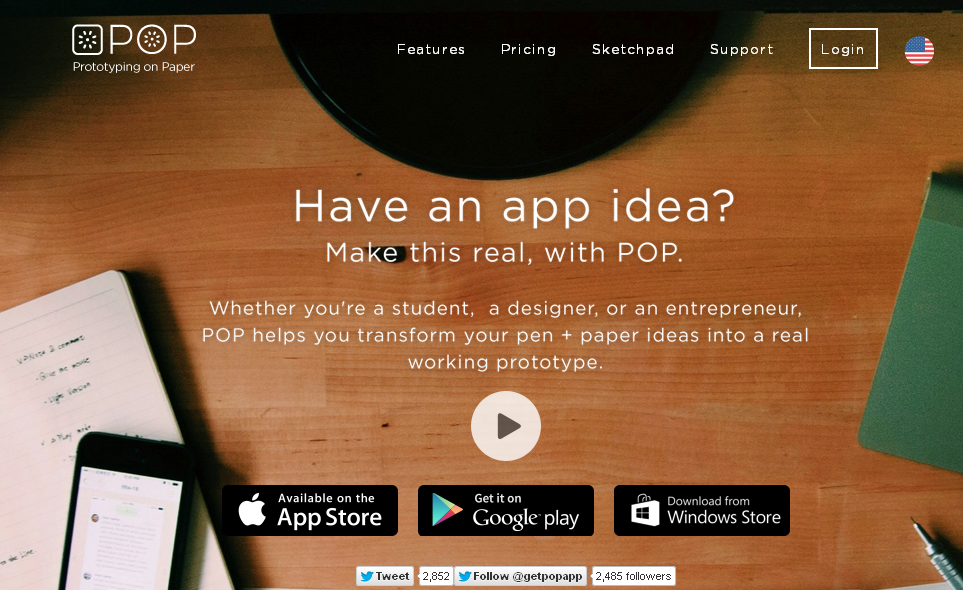 POP
Prototyping on Paper
Features
Pricing
Sketchpad
Support
Login
Have an app idea?
Make this real, with POP.
Whether you're a student, a designer, or an entrepreneur,
POP helps you transform your pen + paper ideas into a real
working prototype.
Available on the
App Store
Get it on
Google play
Download from
Windows Store
Tweet
2,852
Follow @getpopapp
2,485 followers